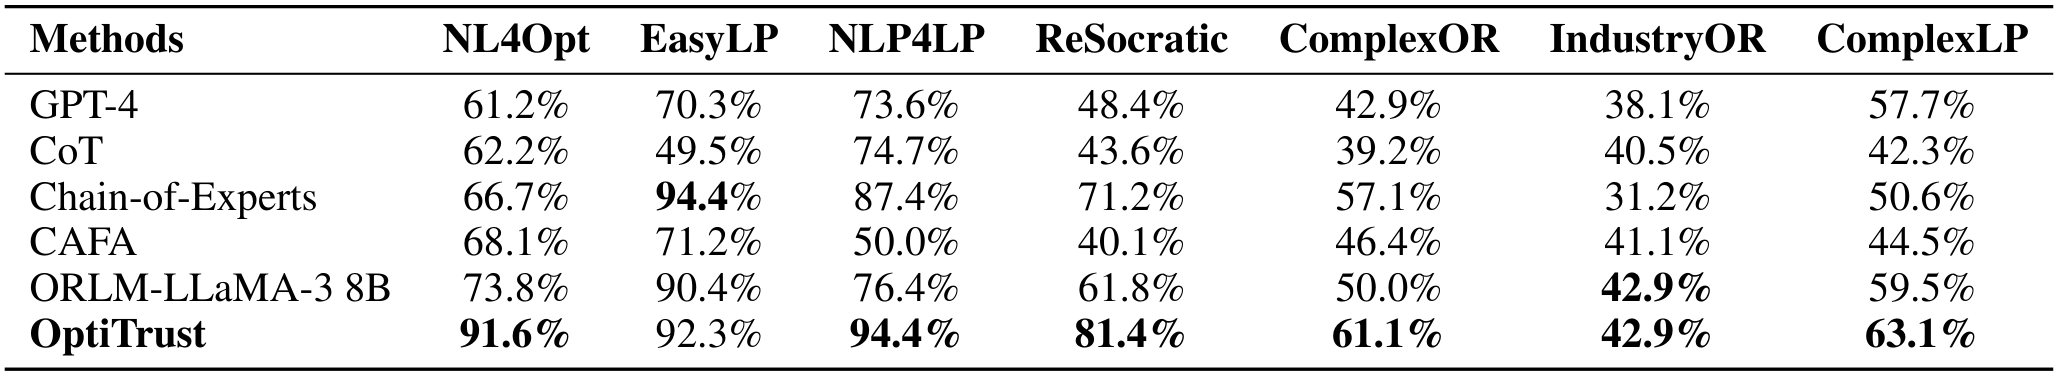 Methods NL4Opt EasyLP NLP4LP ReSocratic ComplexOR IndustryOR ComplexLP
GPT-4 61.2% 70.3% 73.6% 48.4% 42.9% 38.1% 57.7%
CoT 62.2% 49.5% 74.7% 43.6% 39.2% 40.5% 42.3%
Chain-of-Experts 66.7% 94.4% 87.4% 71.2% 57.1% 31.2% 50.6%
CAFA 68.1% 71.2% 50.0% 40.1% 46.4% 41.1% 44.5%
ORLM-LLaMA-3 8B 73.8% 90.4% 76.4% 61.8% 50.0% 42.9% 59.5%
OptiTrust 91.6% 92.3% 94.4% 81.4% 61.1% 42.9% 63.1%